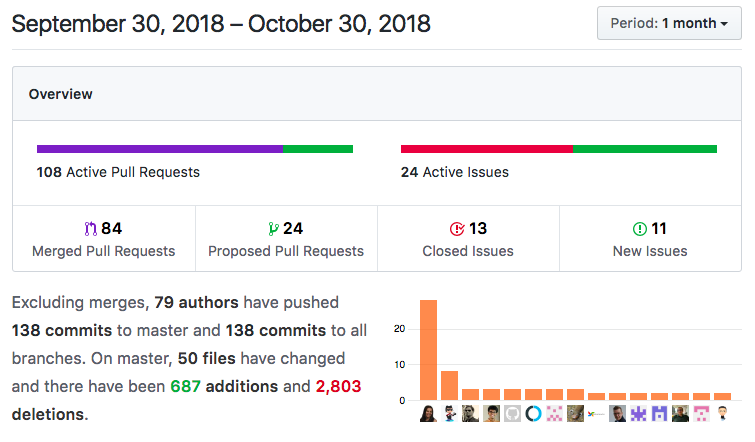 September 30, 2018 – October 30, 2018
Period: 1 month
Overview
108 Active Pull Requests
24 Active Issues
84
Merged Pull Requests
24
Proposed Pull Requests
13
Closed Issues
11
New Issues
Excluding merges, 79 authors have pushed
138 commits to master and 138 commits to all
branches. On master, 50 files have changed
and there have been 687 additions and 2,803
deletions.
20
10
0